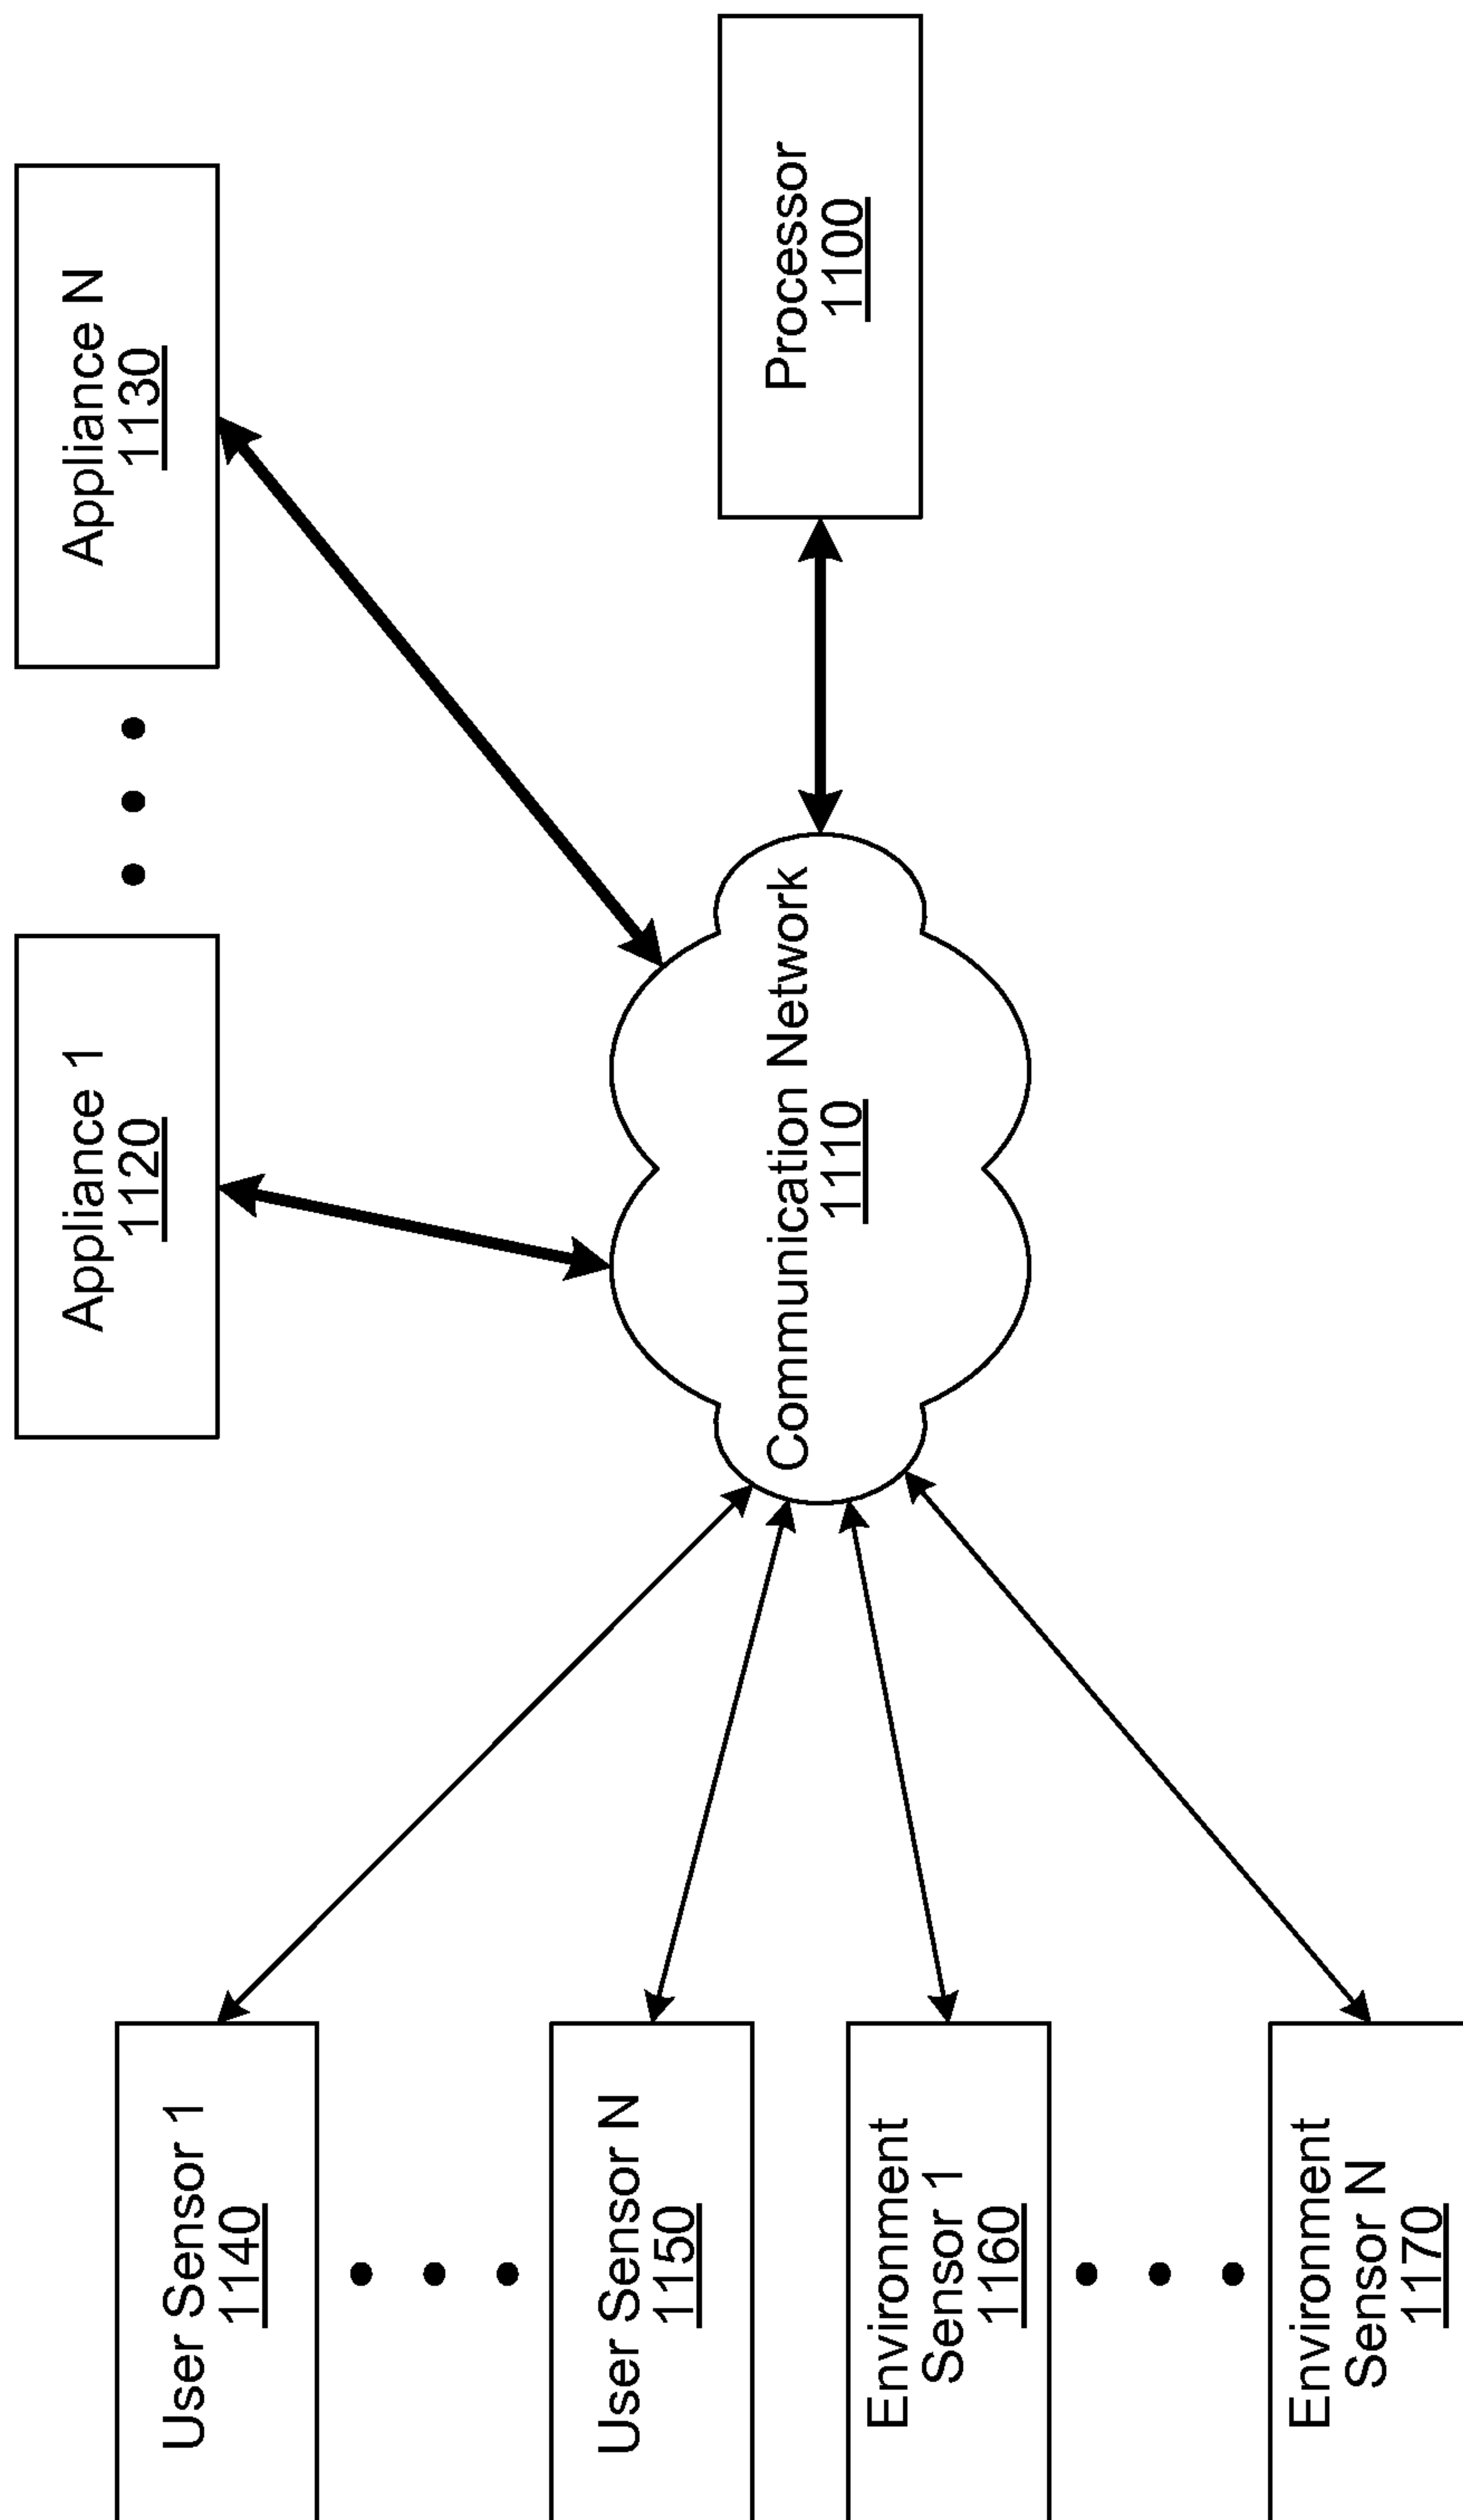 Appliance 1
1120
Appliance N
1130
User Sensor 1
1140
User Sensor N
1150
Communication Network
1110
Processor
1100
Environment
Sensor 1
1160
Environment
Sensor N
1170